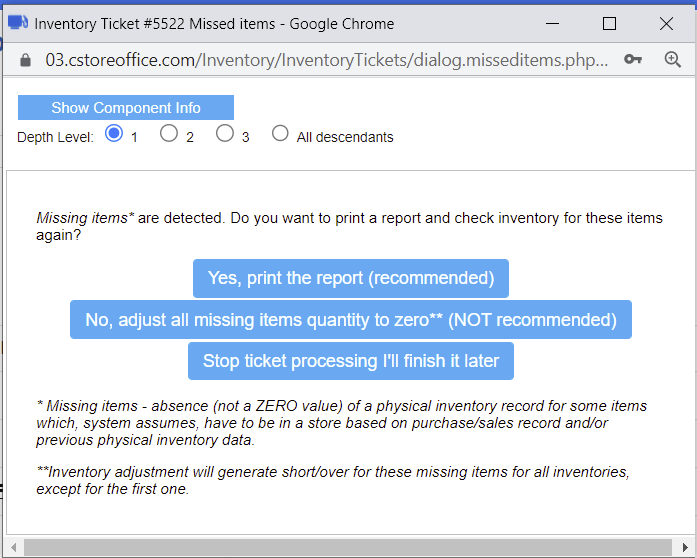 Inventory Ticket #5522 Missed items - Google Chrome
03.cstoreoffice.com/Inventory/InventoryTickets/dialog.misseditems.php...
Show Component Info
Depth Level: 1 2 3 All descendants
Missing items* are detected. Do you want to print a report and check inventory for these items
again?
Yes, print the report (recommended)
No, adjust all missing items quantity to zero** (NOT recommended)
Stop ticket processing I'll finish it later
* Missing items - absence (not a ZERO value) of a physical inventory record for some items
which, system assumes, have to be in a store based on purchase/sales record and/or
previous physical inventory data.
**Inventory adjustment will generate short/over for these missing items for all inventories,
except for the first one.